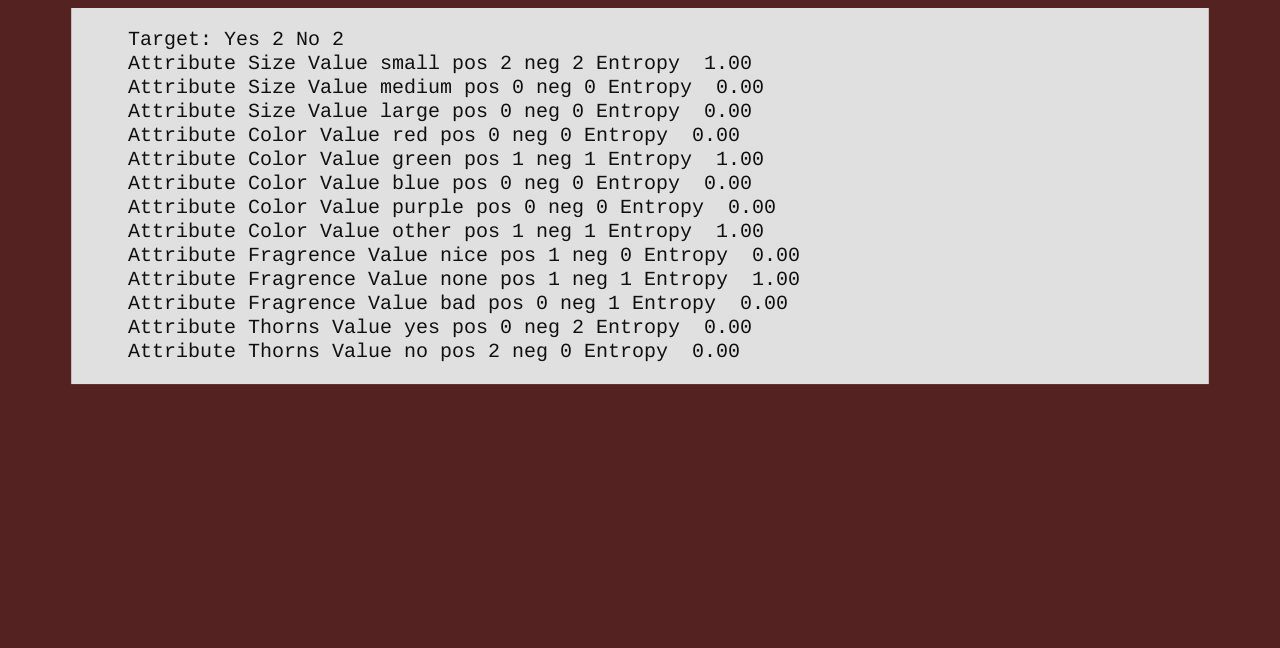 Target: Yes 2 No 2
Attribute Size Value small pos 2 neg 2 Entropy  1.00
Attribute Size Value medium pos 0 neg 0 Entropy  0.00
Attribute Size Value large pos 0 neg 0 Entropy  0.00
Attribute Color Value red pos 0 neg 0 Entropy  0.00
Attribute Color Value green pos 1 neg 1 Entropy  1.00
Attribute Color Value blue pos 0 neg 0 Entropy  0.00
Attribute Color Value purple pos 0 neg 0 Entropy  0.00
Attribute Color Value other pos 1 neg 1 Entropy  1.00
Attribute Fragrence Value nice pos 1 neg 0 Entropy  0.00
Attribute Fragrence Value none pos 1 neg 1 Entropy  1.00
Attribute Fragrence Value bad pos 0 neg 1 Entropy  0.00
Attribute Thorns Value yes pos 0 neg 2 Entropy  0.00
Attribute Thorns Value no pos 2 neg 0 Entropy  0.00